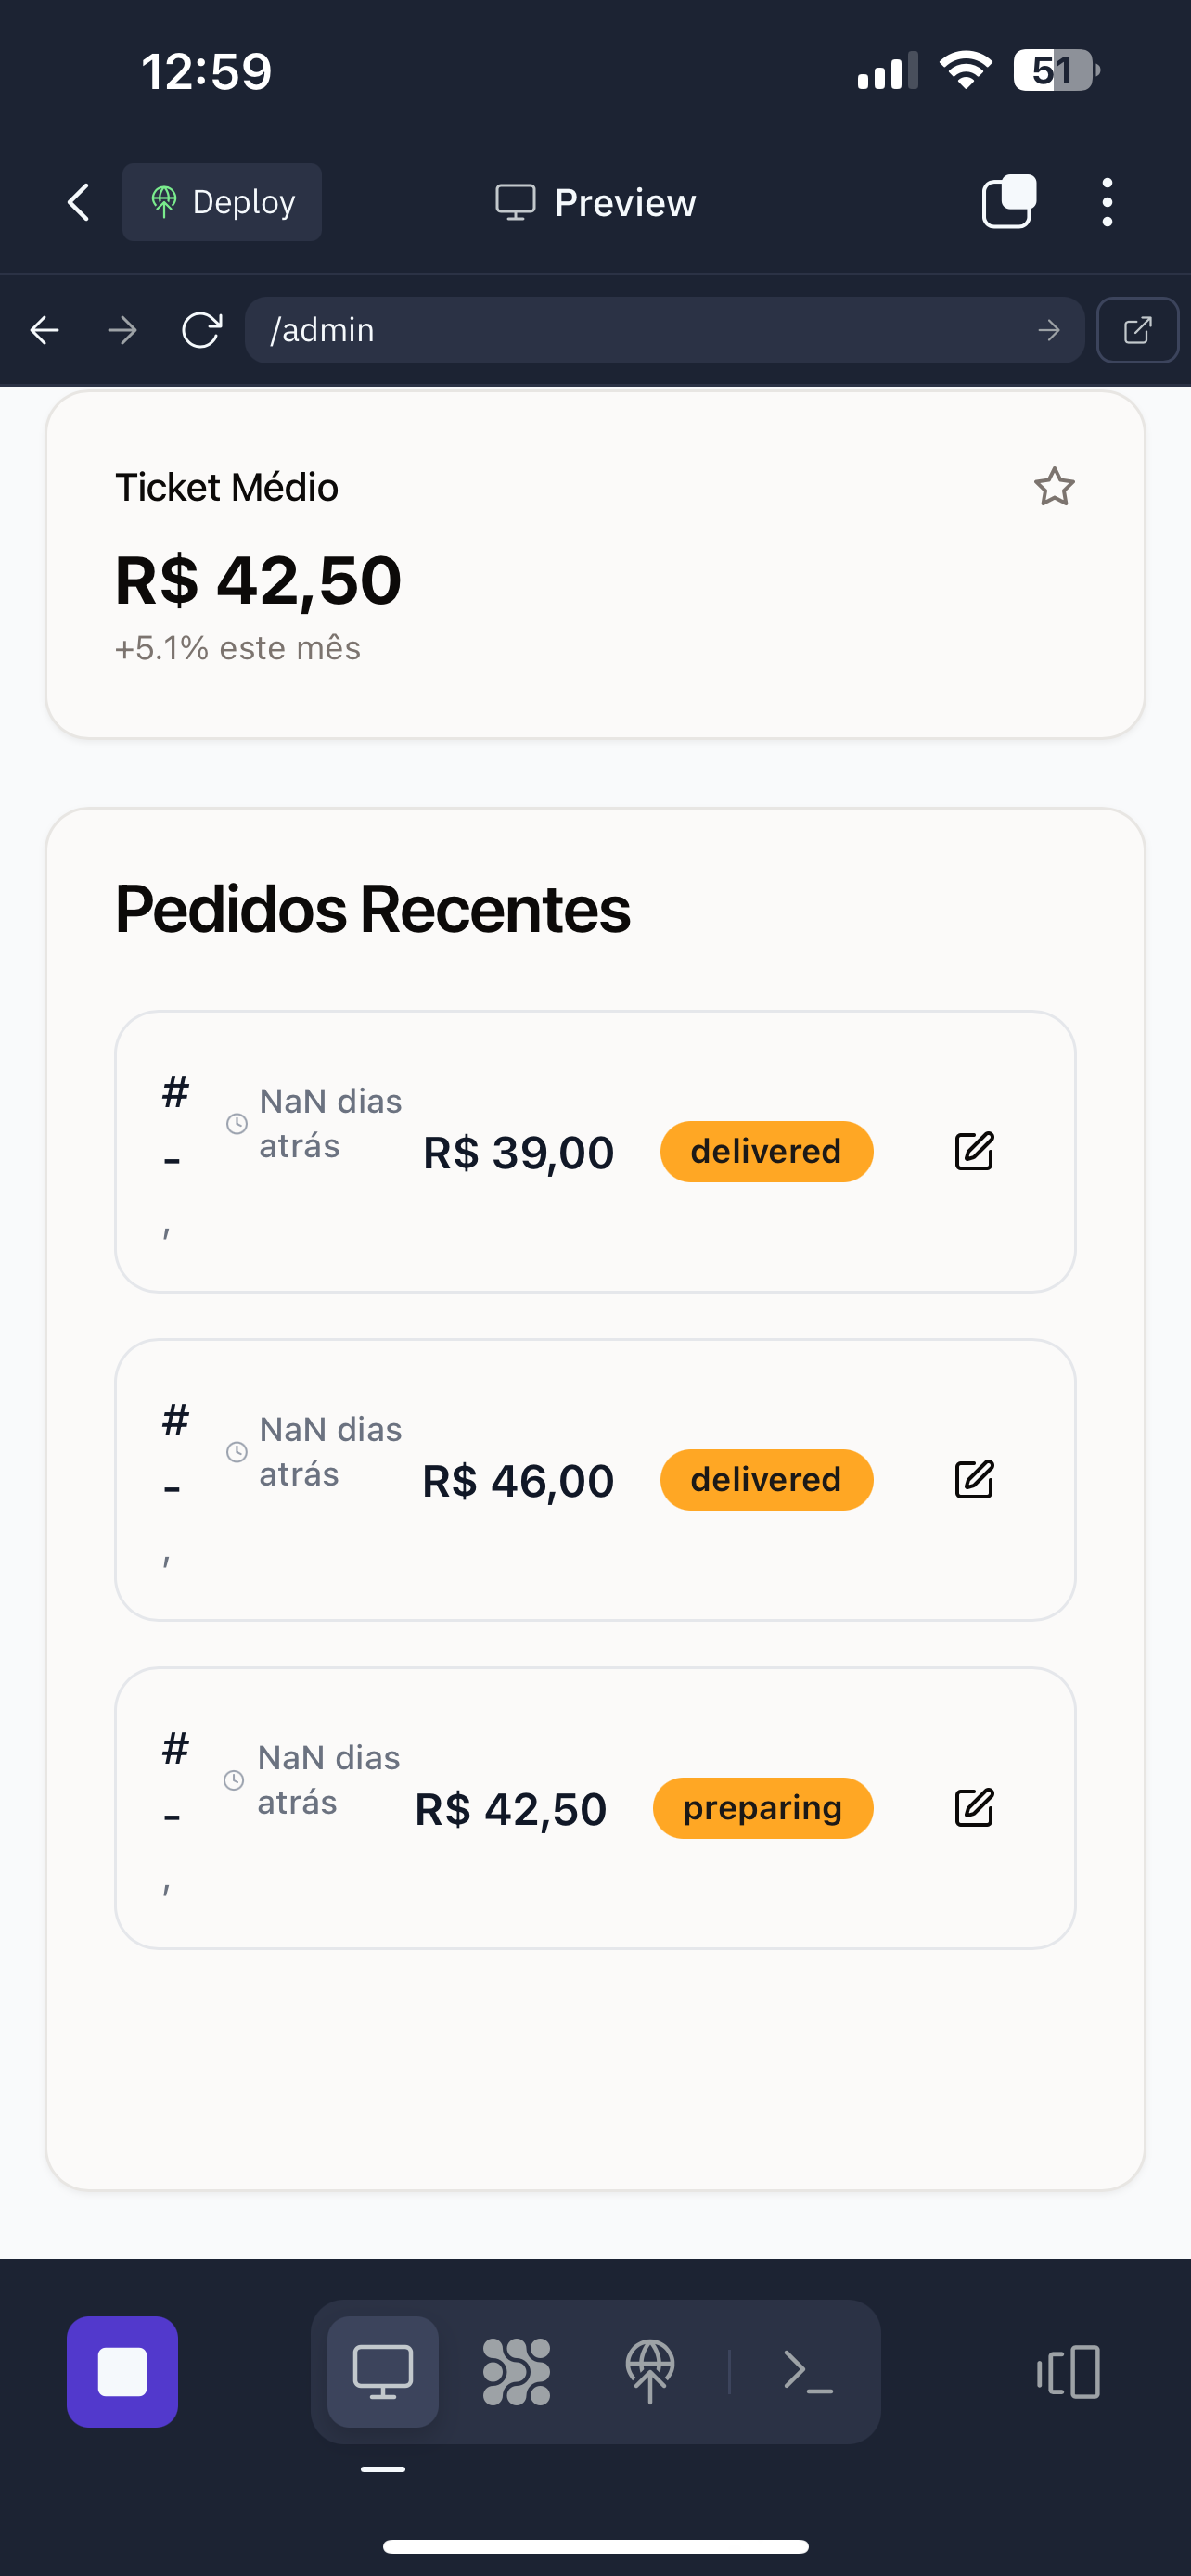 12:59
51
Deploy
Preview
/admin
Ticket Médio
R$ 42,50
+5.1% este mês
Pedidos Recentes
#
-
,
NaN dias
atrás
R$ 39,00
delivered
#
-
,
NaN dias
atrás
R$ 46,00
delivered
#
-
,
NaN dias
atrás
R$ 42,50
preparing